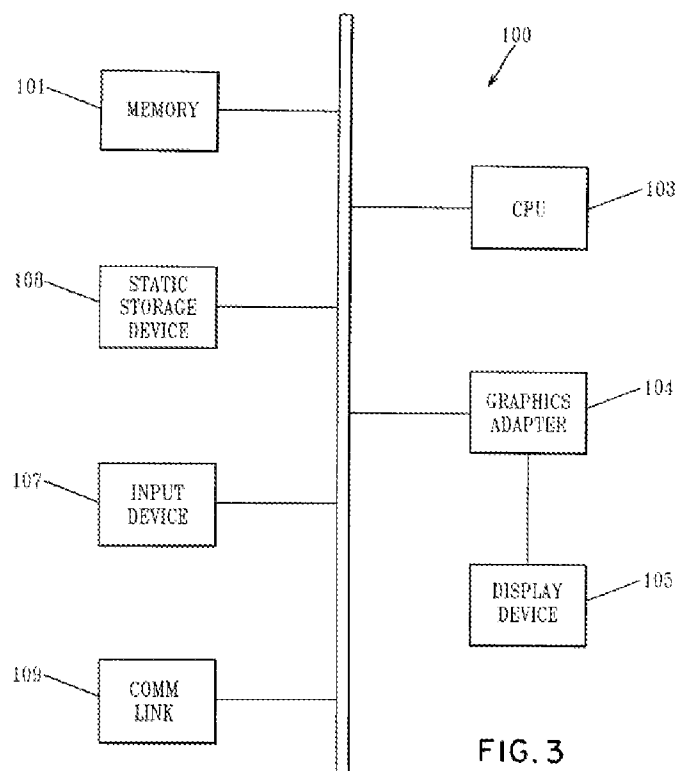 100
101
MEMORY
103
CPU
108
STATIC
STORAGE
DEVICE
104
GRAPHICS
ADAPTER
107
INPUT
DEVICE
105
DISPLAY
DEVICE
109
COMM
LINK
FIG. 3